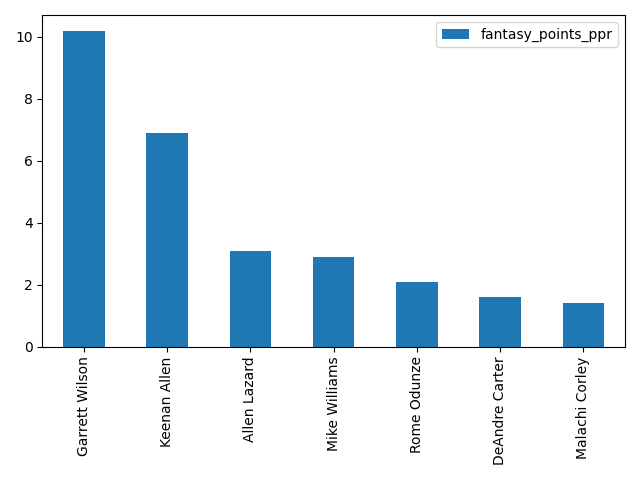 fantasy_points_ppr
10
8
6
4
2
0
Garrett Wilson
Keenan Allen
Allen Lazard
Mike Williams
Rome Odunze
DeAndre Carter
Malachi Corley